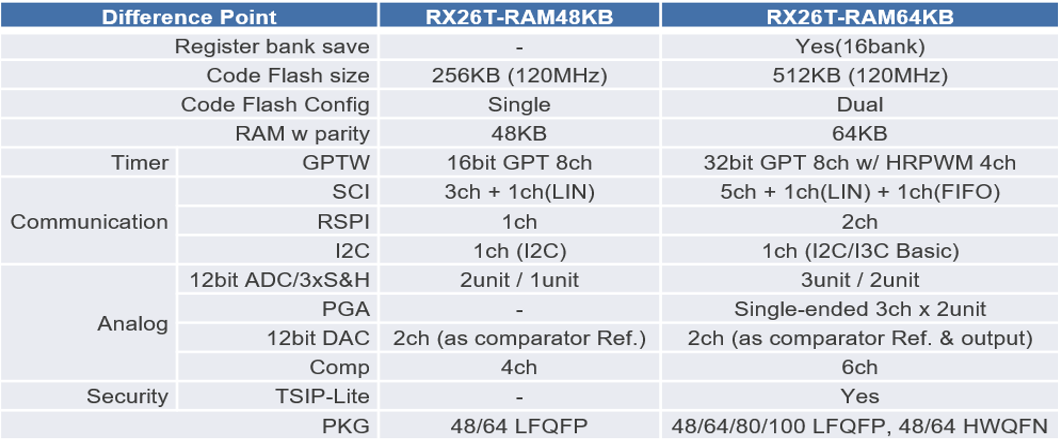 Difference Point RX26T-RAM48KB RX26T-RAM64KB
Register bank save - Yes(16bank)
Code Flash size 256KB (120MHz) 512KB (120MHz)
Code Flash Config Single Dual
RAM w parity 48KB 64KB
Timer GPTW 16bit GPT 8ch 32bit GPT 8ch w/ HRPWM 4ch
SCI 3ch + 1ch(LIN) 5ch + 1ch(LIN) + 1ch(FIFO)
Communication RSPI 1ch 2ch
I2C 1ch (I2C) 1ch (I2C/I3C Basic)
12bit ADC/3xS&H 2unit / 1unit 3unit / 2unit
PGA - Single-ended 3ch x 2unit
Analog
12bit DAC 2ch (as comparator Ref.) 2ch (as comparator Ref. & output)
Comp 4ch 6ch
Security TSIP-Lite - Yes
PKG 48/64 LFQFP 48/64/80/100 LFQFP, 48/64 HWQFN